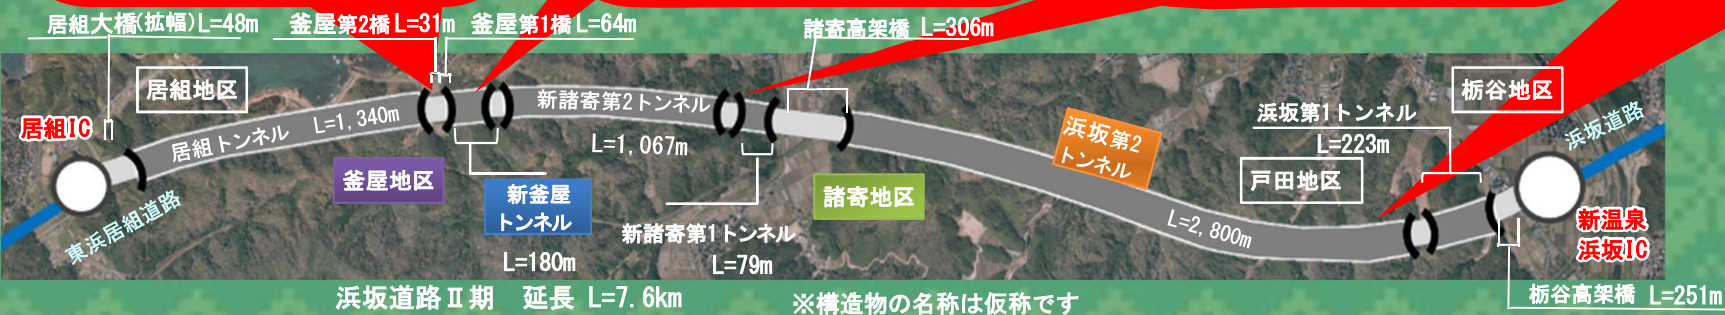 居組大橋(拡幅)L=48m
釜屋第2橋L=31m
釜屋第1橋L=64m
諸寄高架橋 L=306m
居組地区
居組IC
居組トンネル L=1,340m
東浜居組道路
釜屋地区
新釜屋
トンネル
L=180m
新諸寄第2トンネル
L=1,067m
新諸寄第1トンネル
L=79m
諸寄地区
浜坂第2
トンネル
L=2,800m
浜坂第1トンネル
L=223m
戸田地区
栃谷地区
浜坂道路
新温泉
浜坂IC
栃谷高架橋 L=251m
浜坂道路Ⅱ期 延長 L=7.6km
※構造物の名称は仮称です